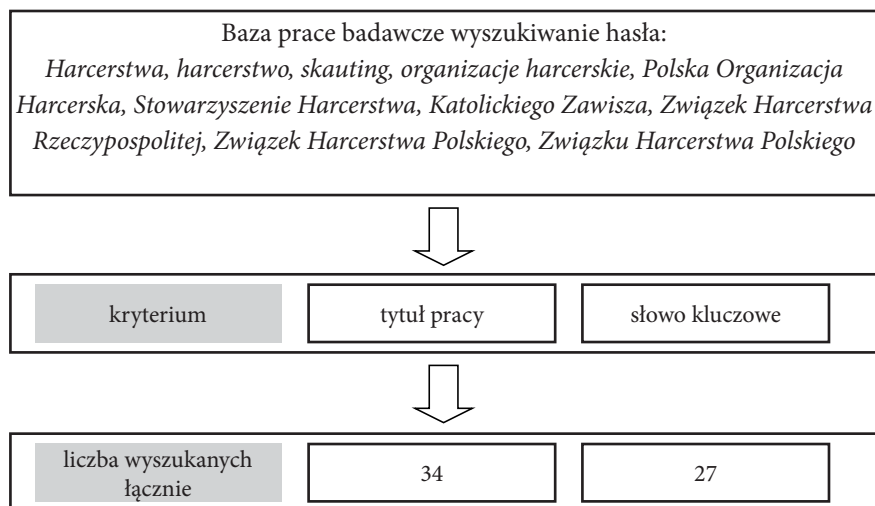 Baza prace badawcze wyszukiwanie hasła:
Harcerstwa, harcerstwo, skauting, organizacje harcerskie, Polska Organizacja
Harcerska, Stowarzyszenie Harcerstwa, Katolickiego Zawisza, Związek Harcerstwa
Rzeczypospolitej, Związek Harcerstwa Polskiego, Związku Harcerstwa Polskiego
kryterium
tytuł pracy
słowo kluczowe
liczba wyszukanych
łącznie
34
27